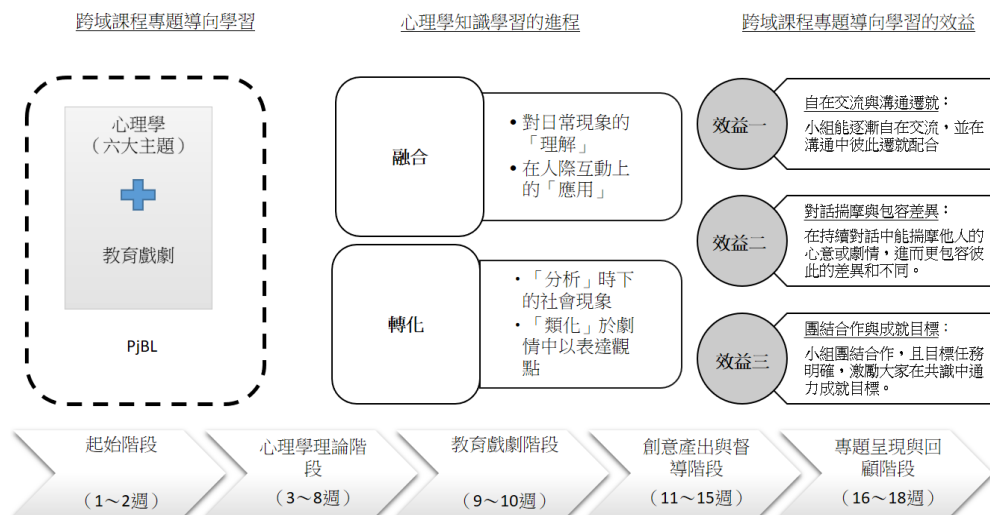 跨域課程專題導向學習
心理學
（六大主題）
教育戲劇
PjBL
心理學知識學習的進程
融合
• 對日常現象的
「理解」
• 在人際互動上
的「應用」
轉化
• 「分析」時下
的社會現象
• 「類化」於劇
情中以表達觀
點
跨域課程專題導向學習的效益
效益一
自在交流與溝通遷就：
小組能逐漸自在交流，並在
溝通中彼此遷就配合
效益二
對話揣摩與包容差異：
在持續對話中能揣摩他人的
心意或劇情，進而更包容彼
此的差異和不同。
效益三
團結合作與成就目標：
小組團結合作，且目標任務
明確，激勵大家在共識中通
力成就目標。
起始階段
（1～2週）
心理學理論階
段
（3～8週）
教育戲劇階段
（9～10週）
創意產出與督
導階段
（11～15週）
專題呈現與回
顧階段
（16～18週）